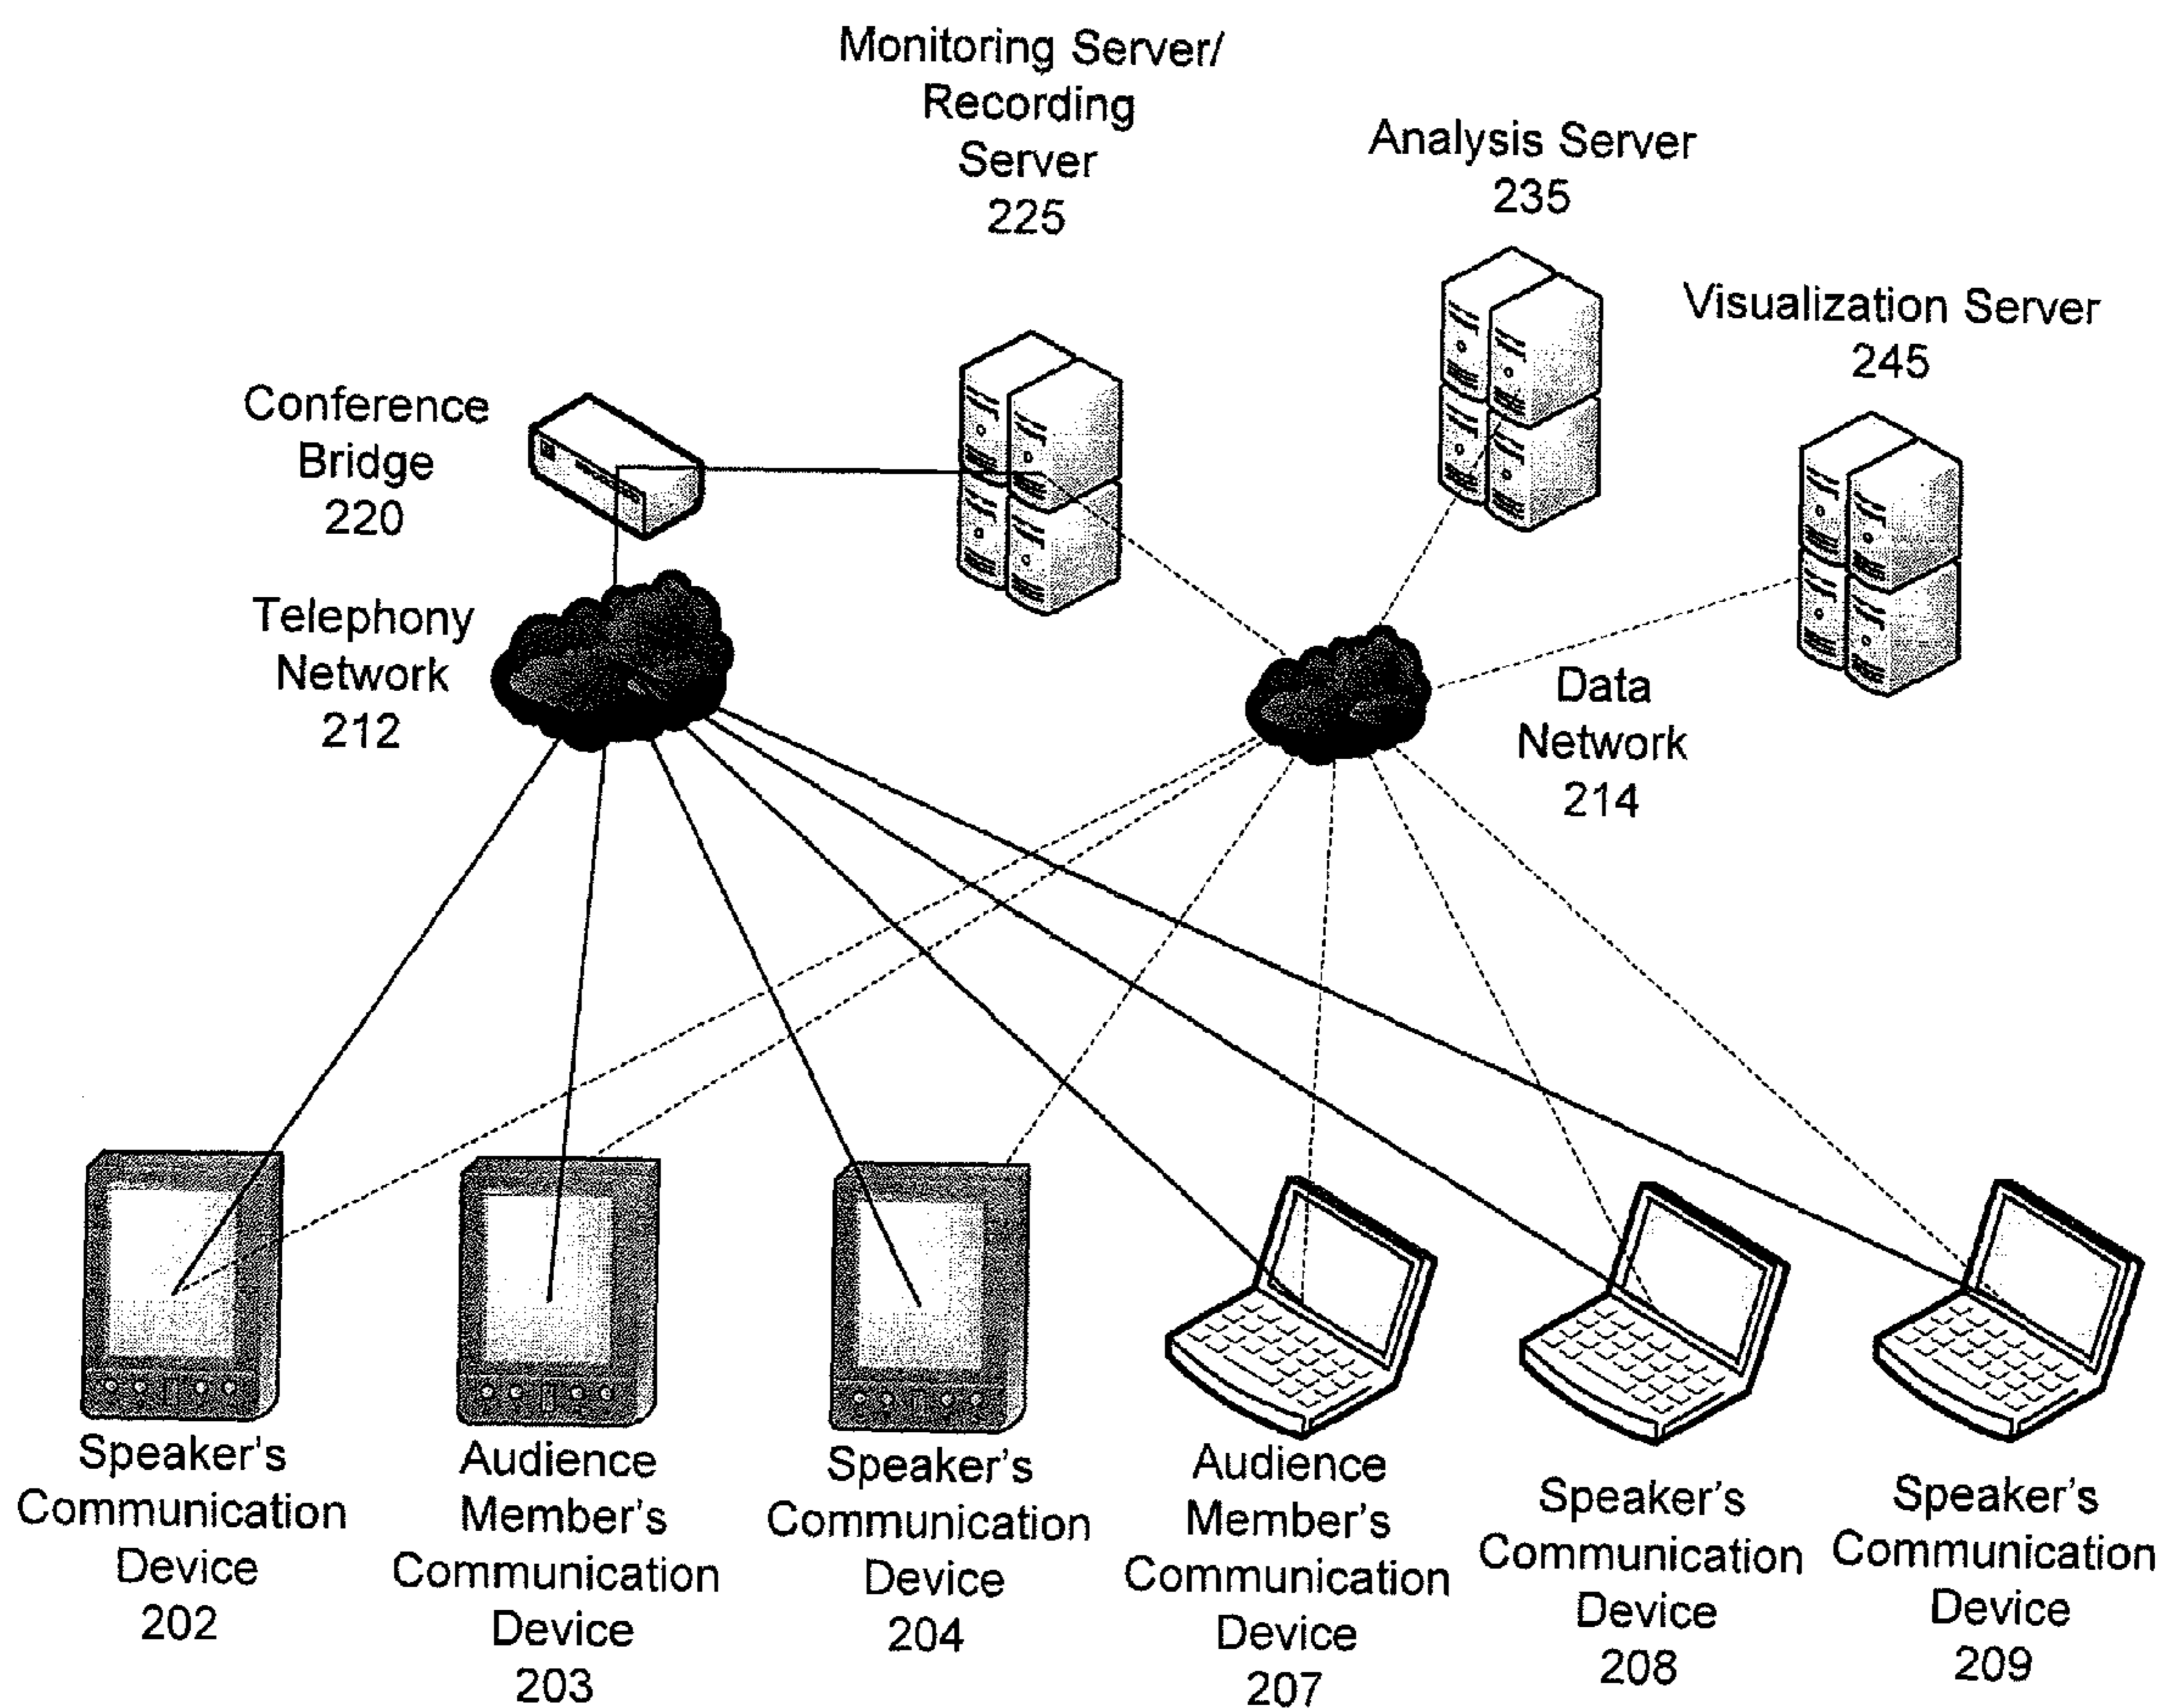 Monitoring Server/
Recording
Server
225
Analysis Server
235
Visualization Server
245
Conference
Bridge
220
Telephony
Network
212
Data
Network
214
Speaker's
Communication
Device
202
Audience
Member's
Communication
Device
203
Speaker's
Communication
Device
204
Audience
Member's
Communication
Device
207
Speaker's
Communication
Device
208
Speaker's
Communication
Device
209